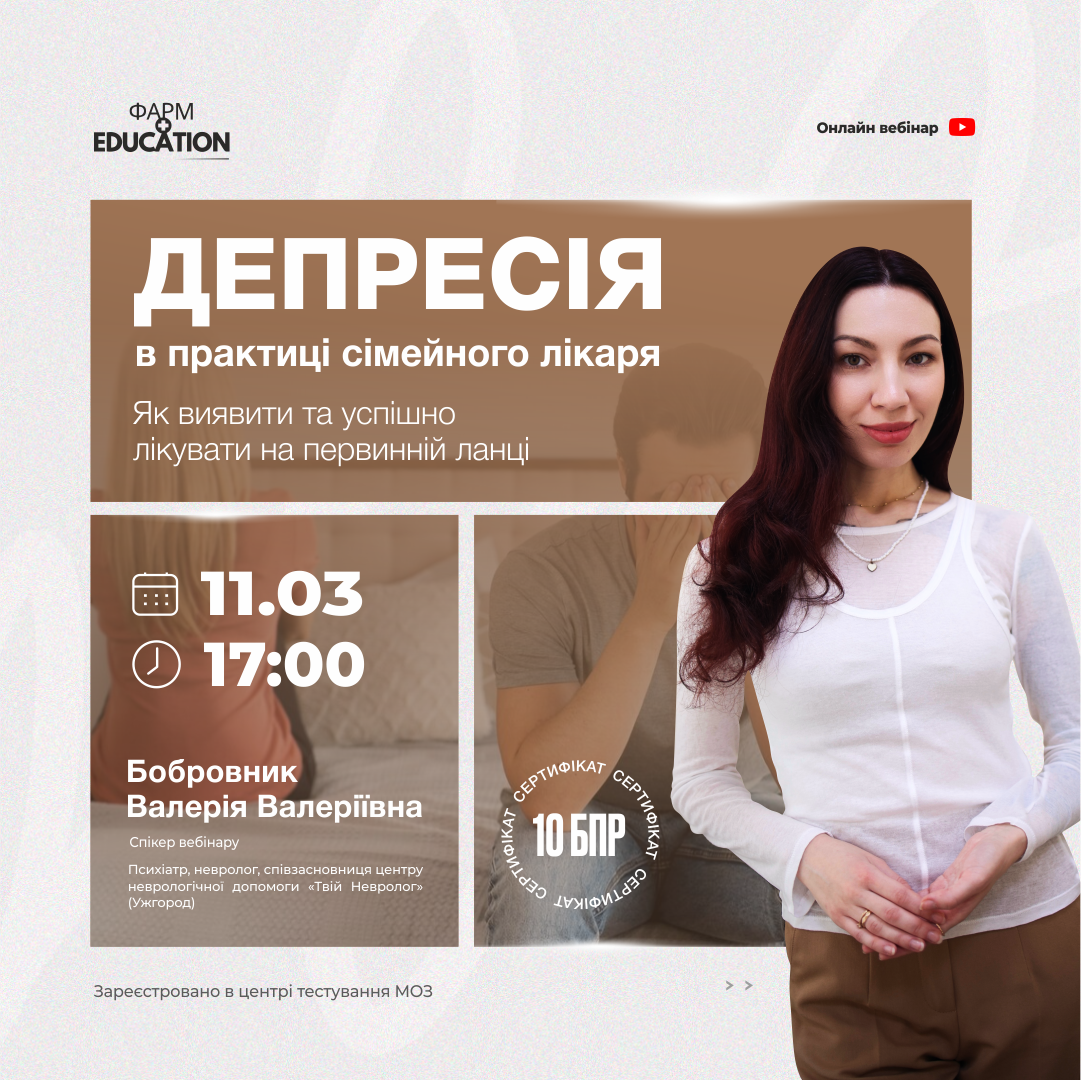 ФАРМ
EDUCATION
Онлайн вебінар
ДЕПРЕСІЯ
в практиці сімейного лікаря
Як виявити та успішно
лікувати на первинній ланці
11.03
17:00
Бобровник
Валерія Валеріївна
Спікер вебінару
Психіатр, невролог, співзасновниця центру
неврологічної допомоги «Твій Невролог»
(Ужгород)
СЕРТИФІКАТ СЕРТИФІКАТ СЕРТИФІКАТ СЕРТИФІКАТ СЕРТИФІКАТ
10 БПР
Зареєстровано в центрі тестування МОЗ
> >